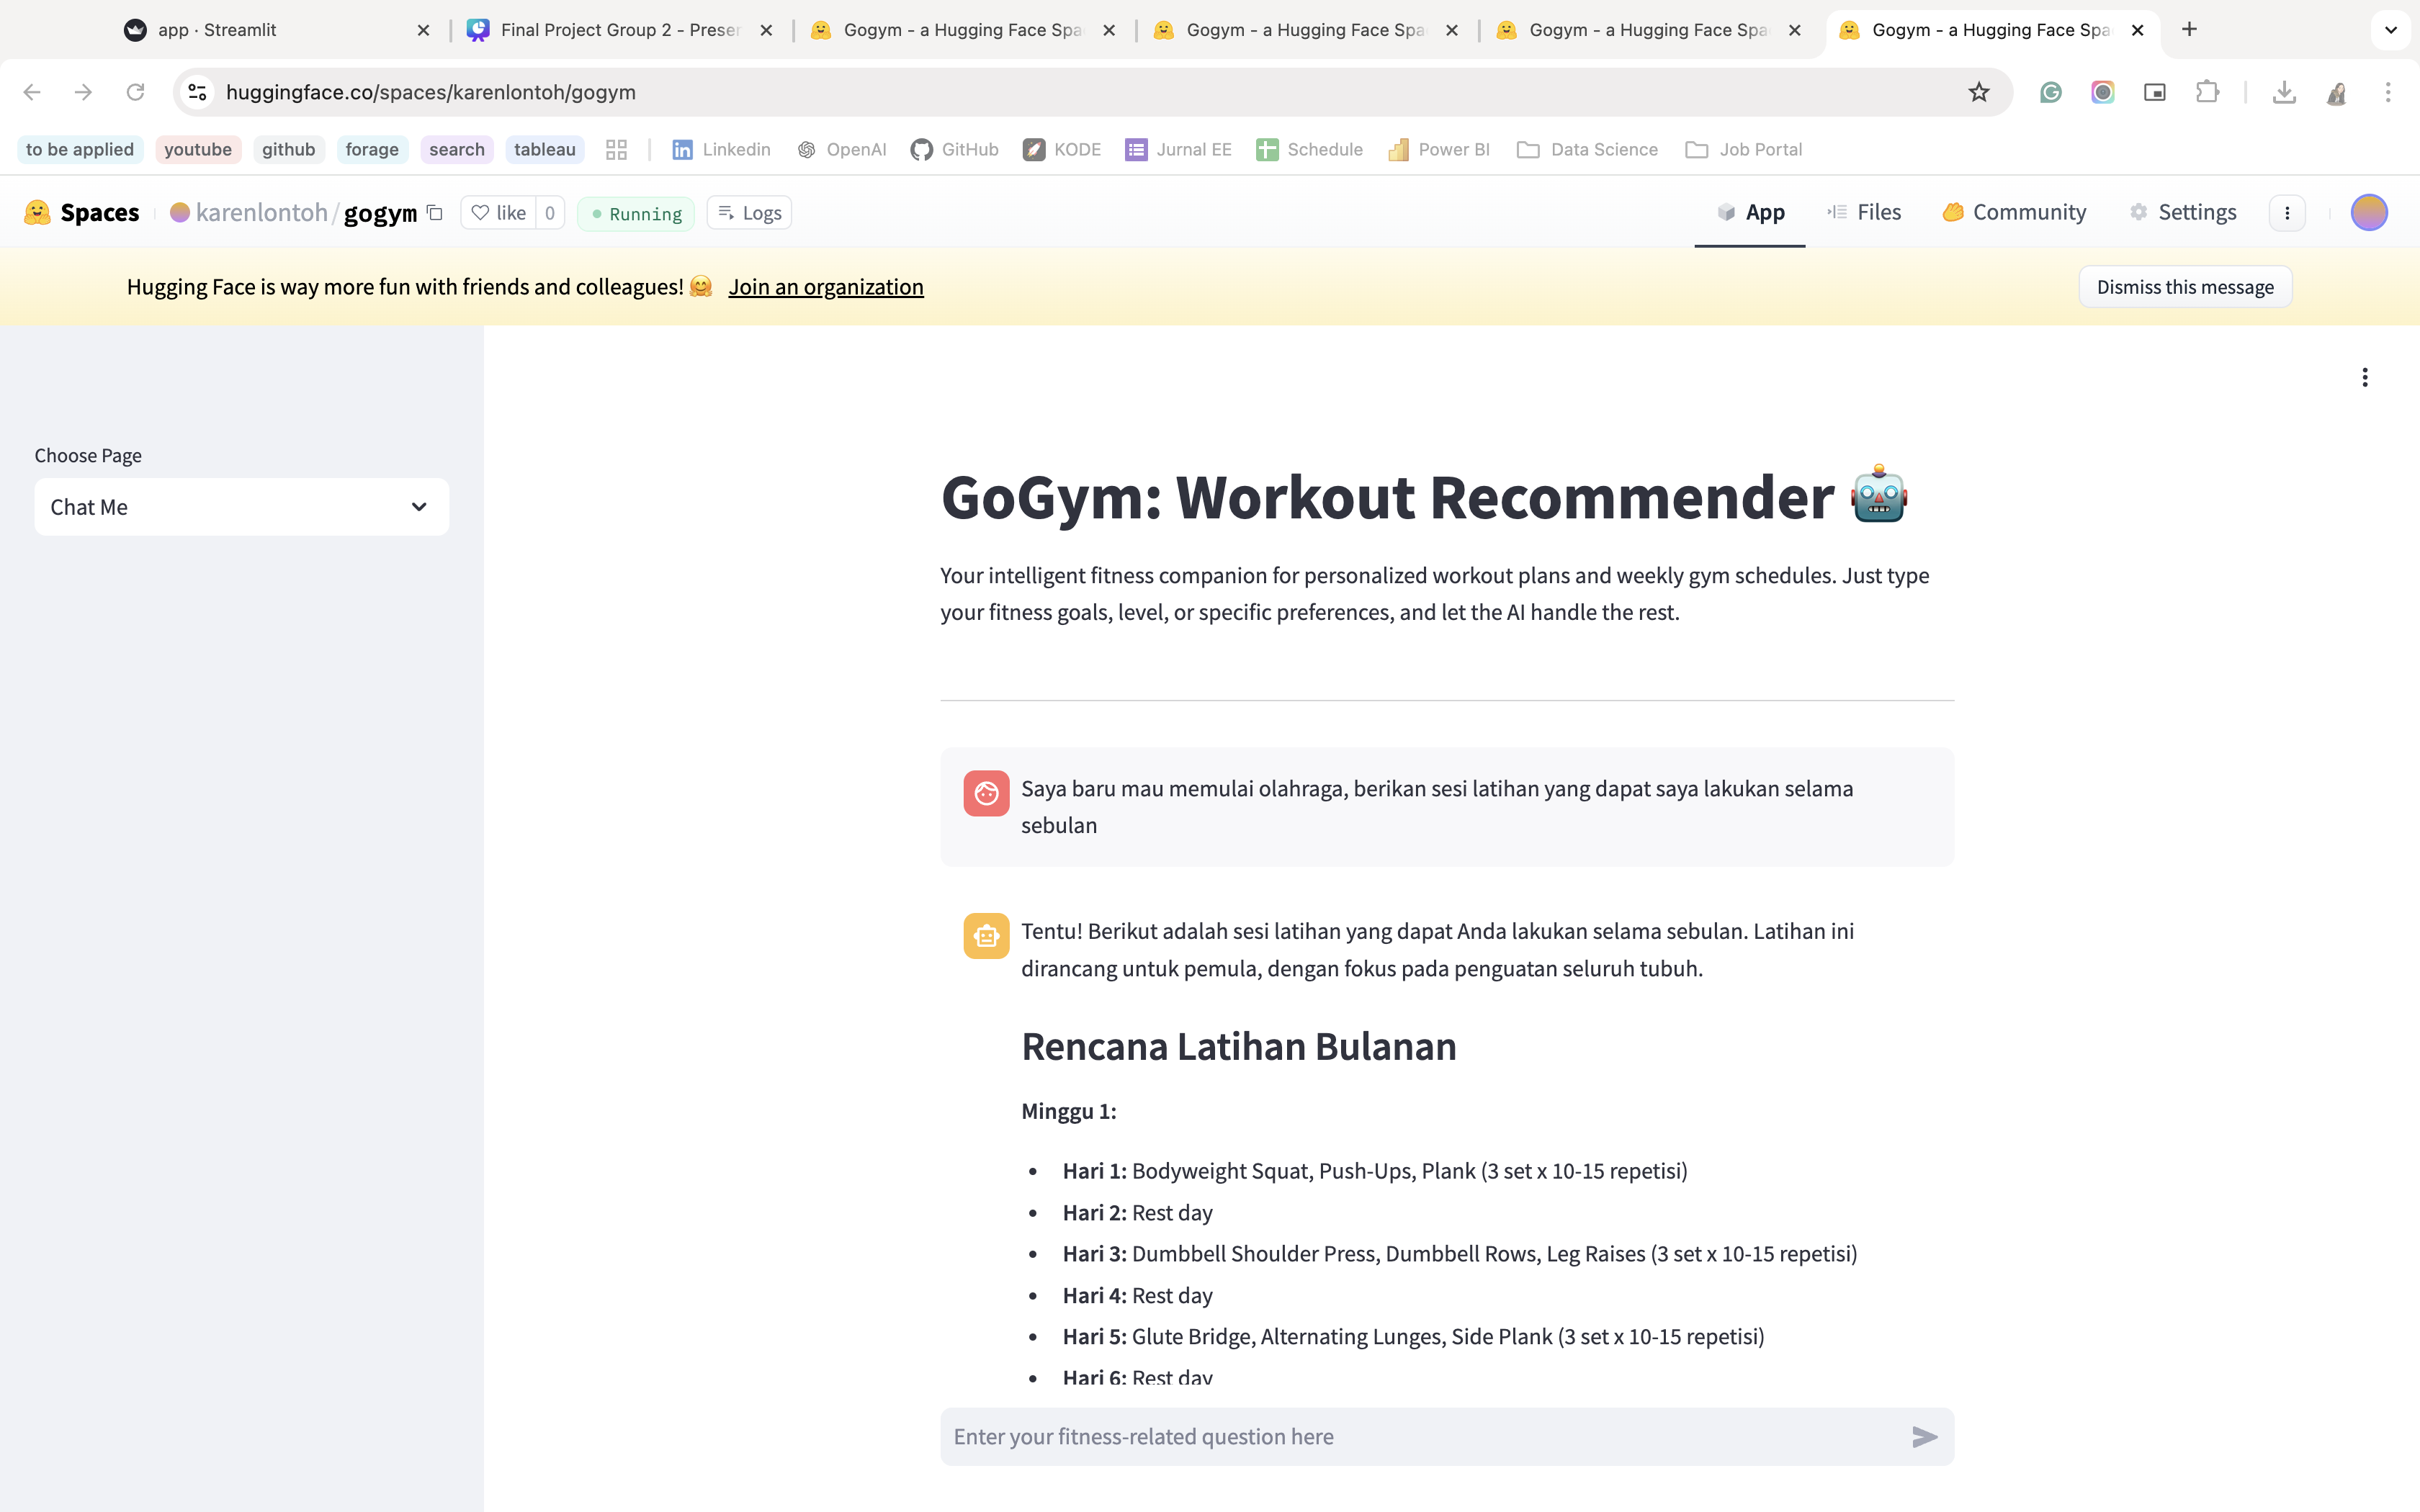 app · Streamlit
Final Project Group 2 - Preser
Gogym - a Hugging Face Spa
Gogym - a Hugging Face Spa
Gogym - a Hugging Face Spa
Gogym - a Hugging Face Spa
huggingface.co/spaces/karenlontoh/gogym
to be applied youtube github forage search tableau Linkedin OpenAI GitHub KODE Jurnal EE Schedule Power BI Data Science Job Portal
Spaces karenlontoh/gogym like 0 Running Logs App Files Community Settings
Hugging Face is way more fun with friends and colleagues! 🤗 Join an organization Dismiss this message
Choose Page
Chat Me
GoGym: Workout Recommender 🤖
Your intelligent fitness companion for personalized workout plans and weekly gym schedules. Just type
your fitness goals, level, or specific preferences, and let the AI handle the rest.
Saya baru mau memulai olahraga, berikan sesi latihan yang dapat saya lakukan selama
sebulan
Tentu! Berikut adalah sesi latihan yang dapat Anda lakukan selama sebulan. Latihan ini
dirancang untuk pemula, dengan fokus pada penguatan seluruh tubuh.
Rencana Latihan Bulanan
Minggu 1:
• Hari 1: Bodyweight Squat, Push-Ups, Plank (3 set x 10-15 repetisi)
• Hari 2: Rest day
• Hari 3: Dumbbell Shoulder Press, Dumbbell Rows, Leg Raises (3 set x 10-15 repetisi)
• Hari 4: Rest day
• Hari 5: Glute Bridge, Alternating Lunges, Side Plank (3 set x 10-15 repetisi)
• Hari 6: Rest day
Enter your fitness-related question here